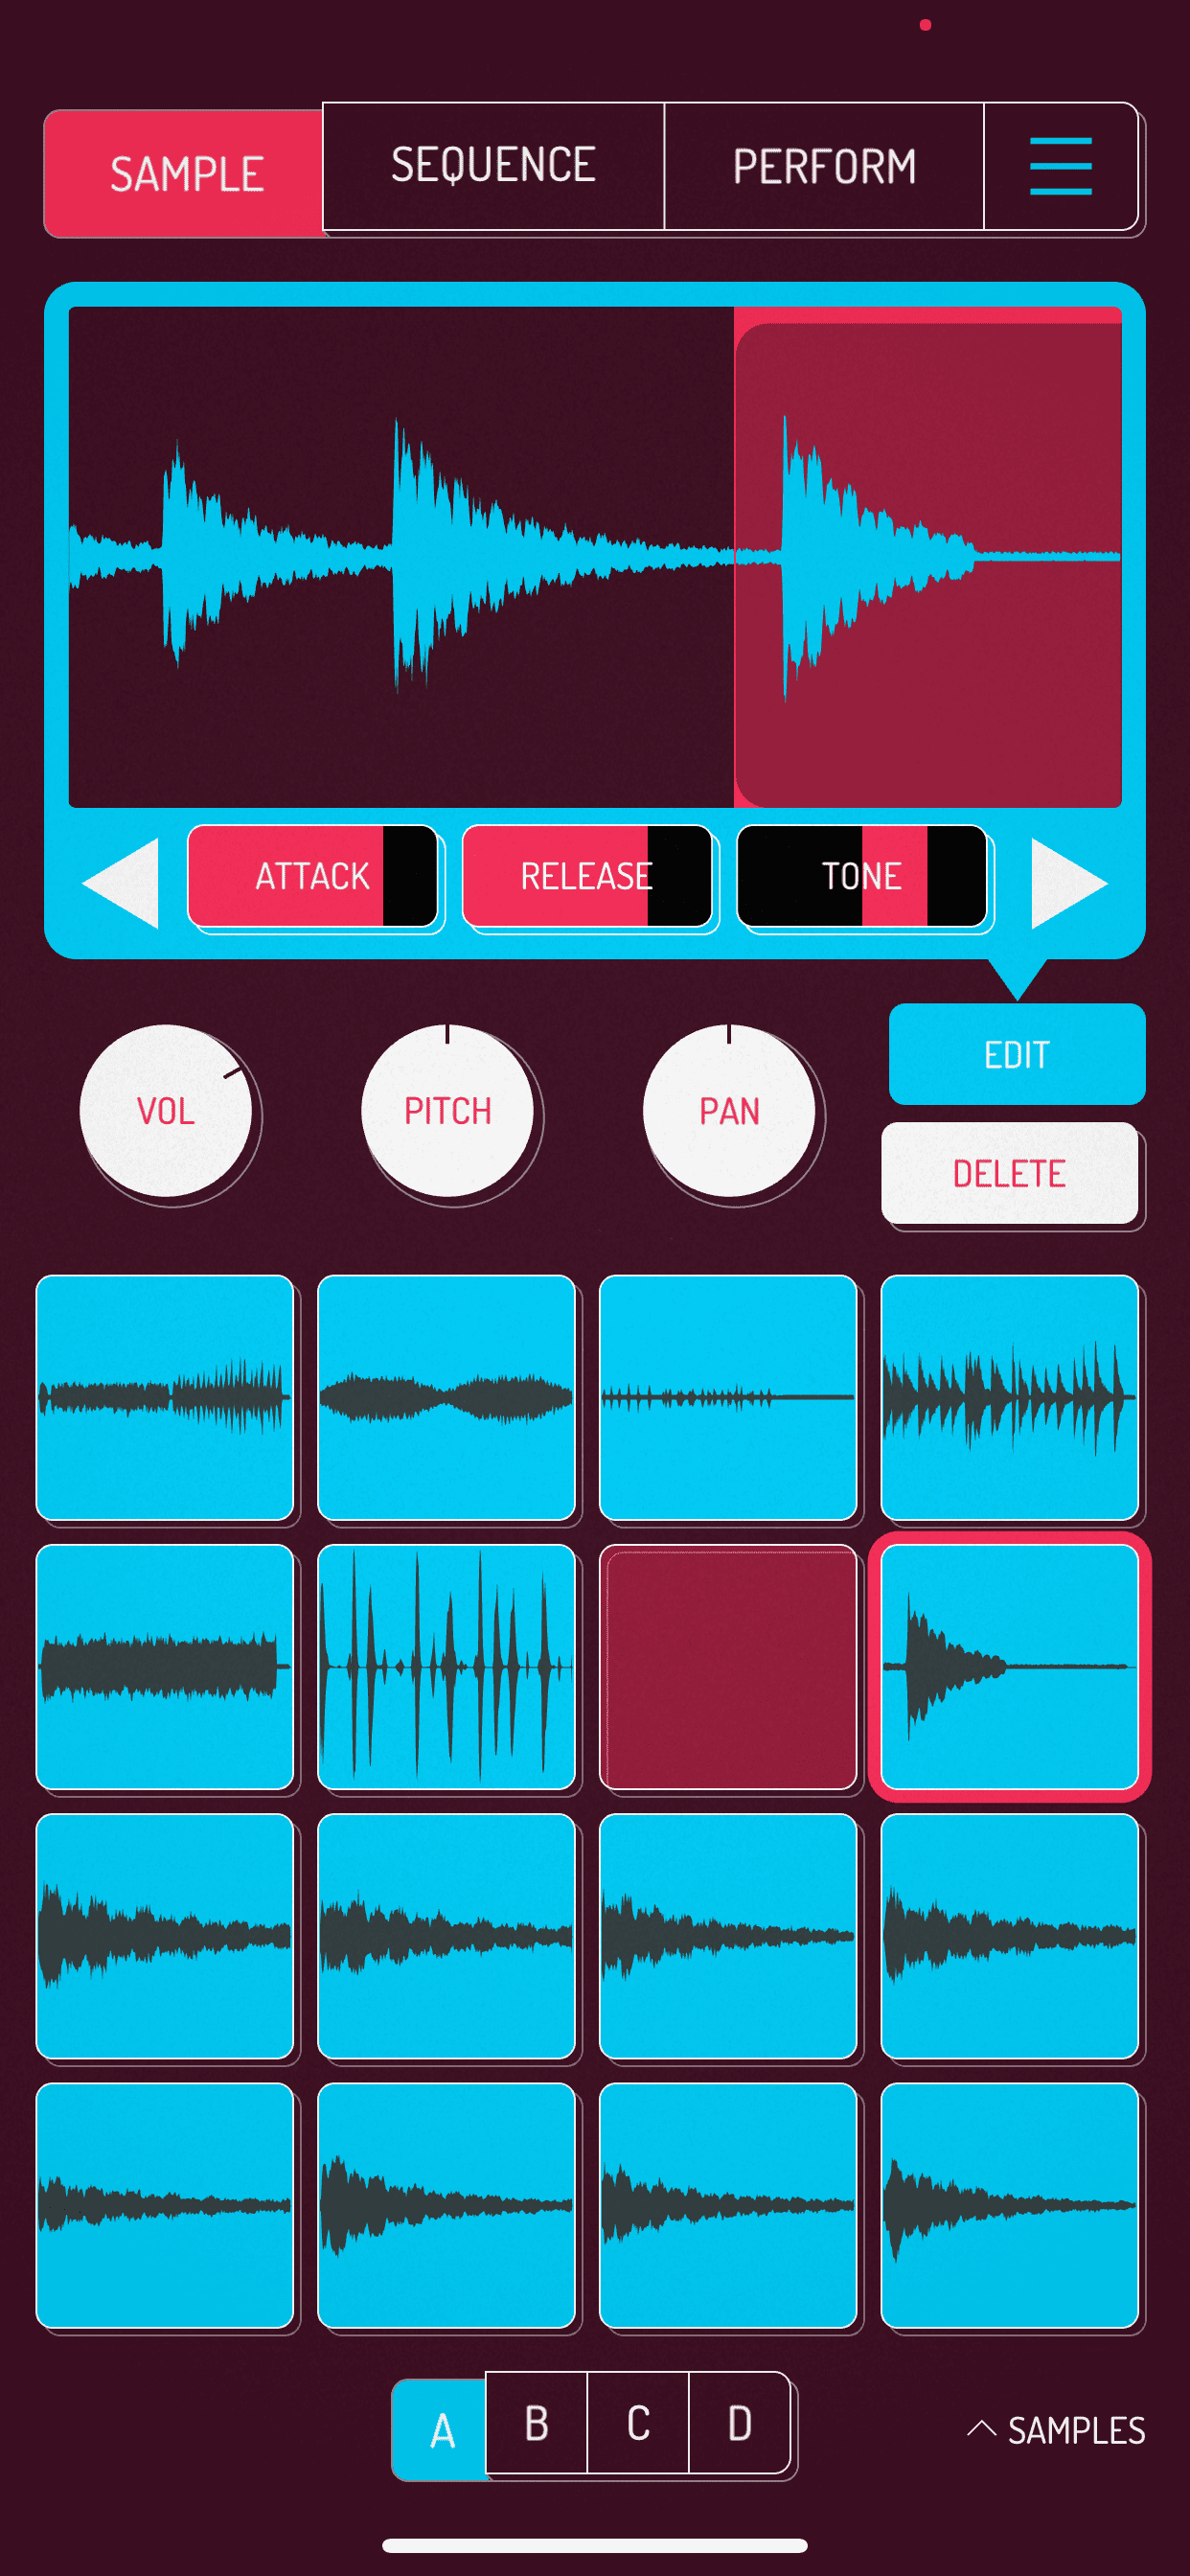 SAMPLE SEQUENCE PERFORM
ATTACK RELEASE TONE
EDIT
VOL PITCH PAN
DELETE
A B C D
SAMPLES